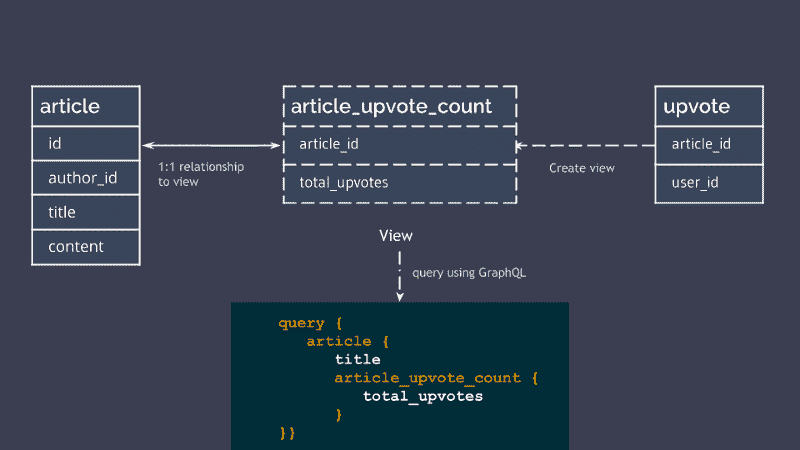 article
id
author_id
title
content
1:1 relationship
to view
article_upvote_count
article_id
total_upvotes
Create view
upvote
article_id
user_id
View
query using GraphQL
query {
article {
title
article_upvote_count {
total_upvotes
}
}}